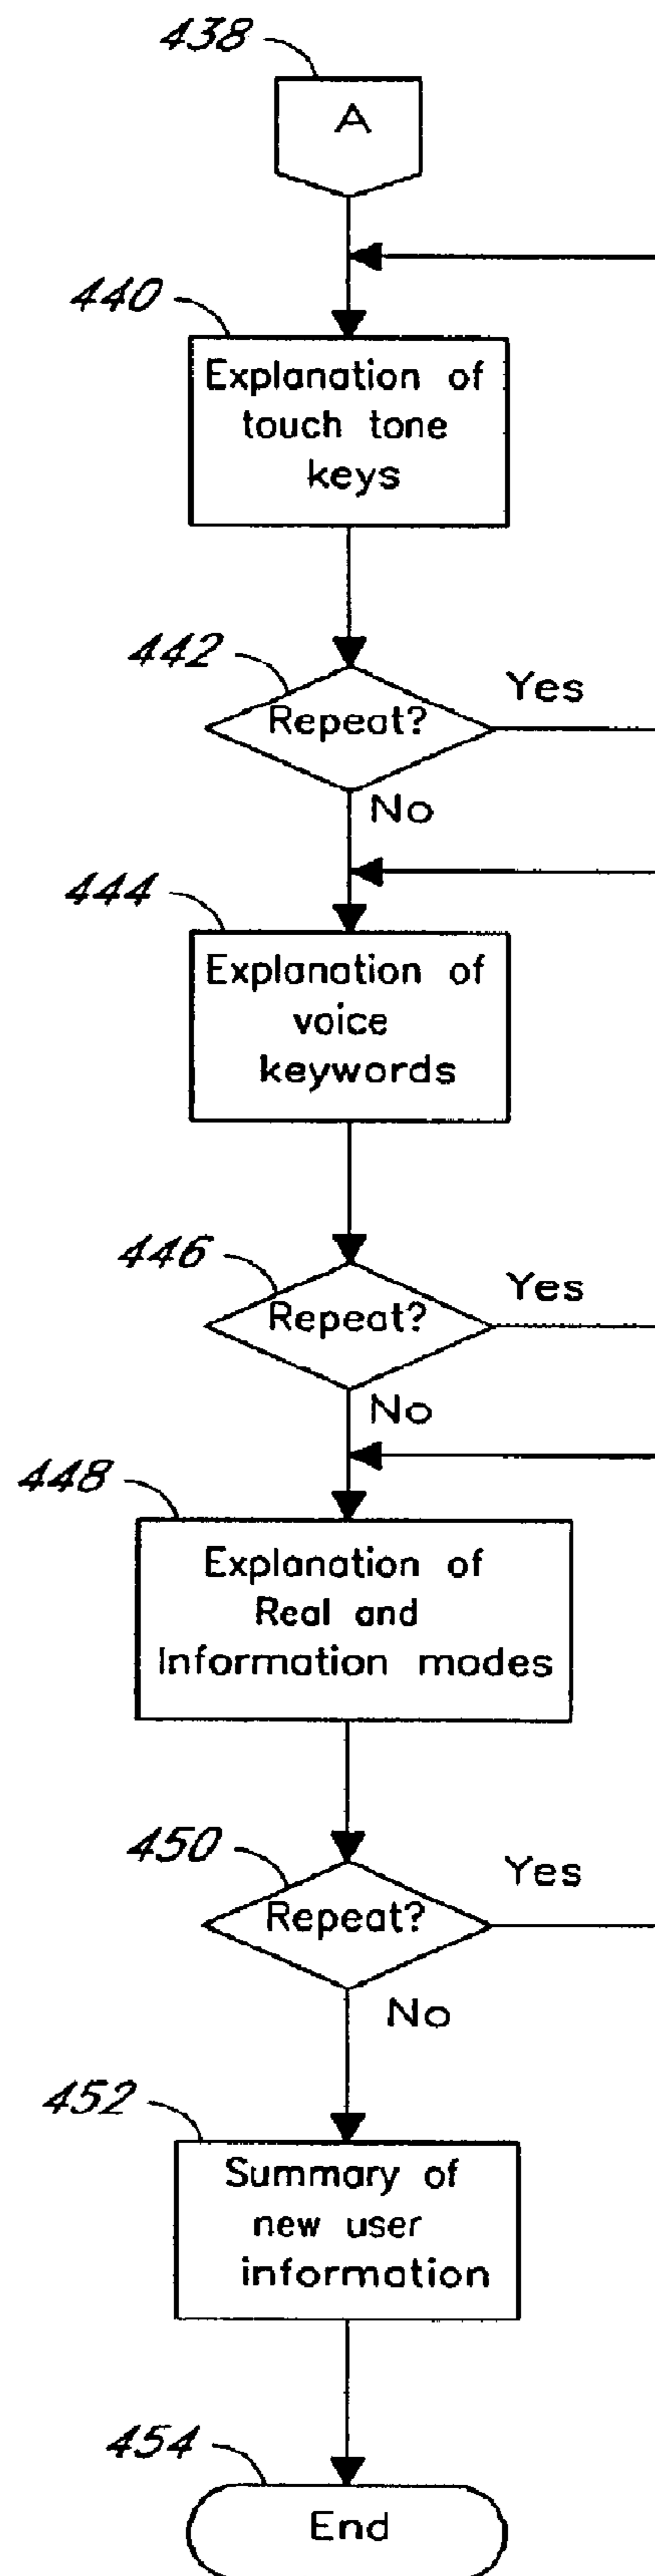 438
A
440
Explanation of
touch tone
keys
442
Repeat?
Yes
No
444
Explanation of
voice
keywords
446
Repeat?
Yes
No
448
Explanation of
Real and
Information modes
450
Repeat?
Yes
No
452
Summary of
new user
information
454
End